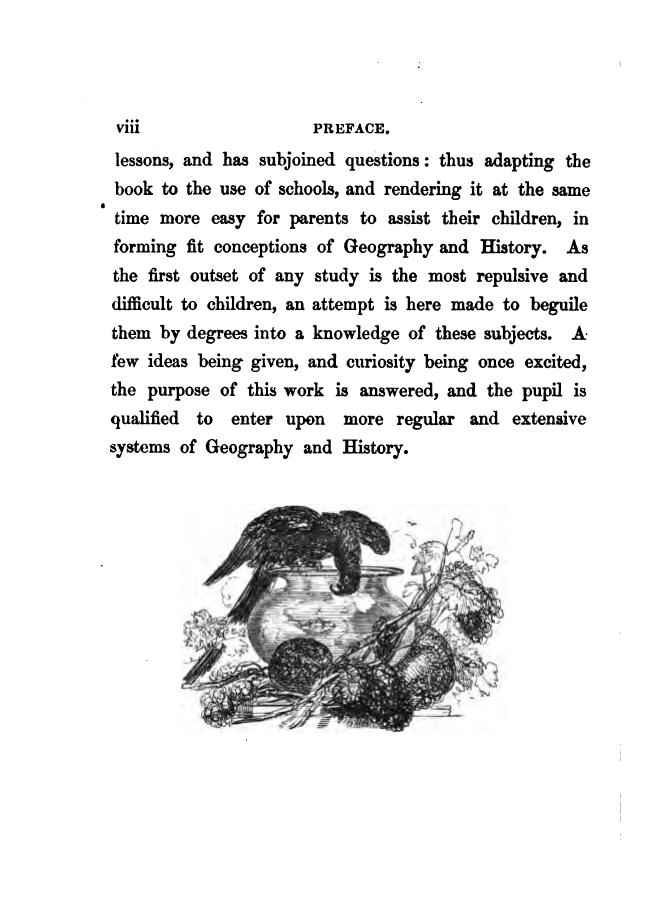 viii PREFACE.
lessons, and has subjoined questions : thus adapting the
book to the use of schools, and rendering it at the same
time more easy for parents to assist their children, in
forming fit conceptions of Geography and History. As
the first outset of any study is the most repulsive and
difficult to children, an attempt is here made to beguile
them by degrees into a knowledge of these subjects. A
few ideas being given, and curiosity being once excited,
the purpose of this work is answered, and the pupil is
qualified to enter upon more regular and extensive
systems of Geography and History.